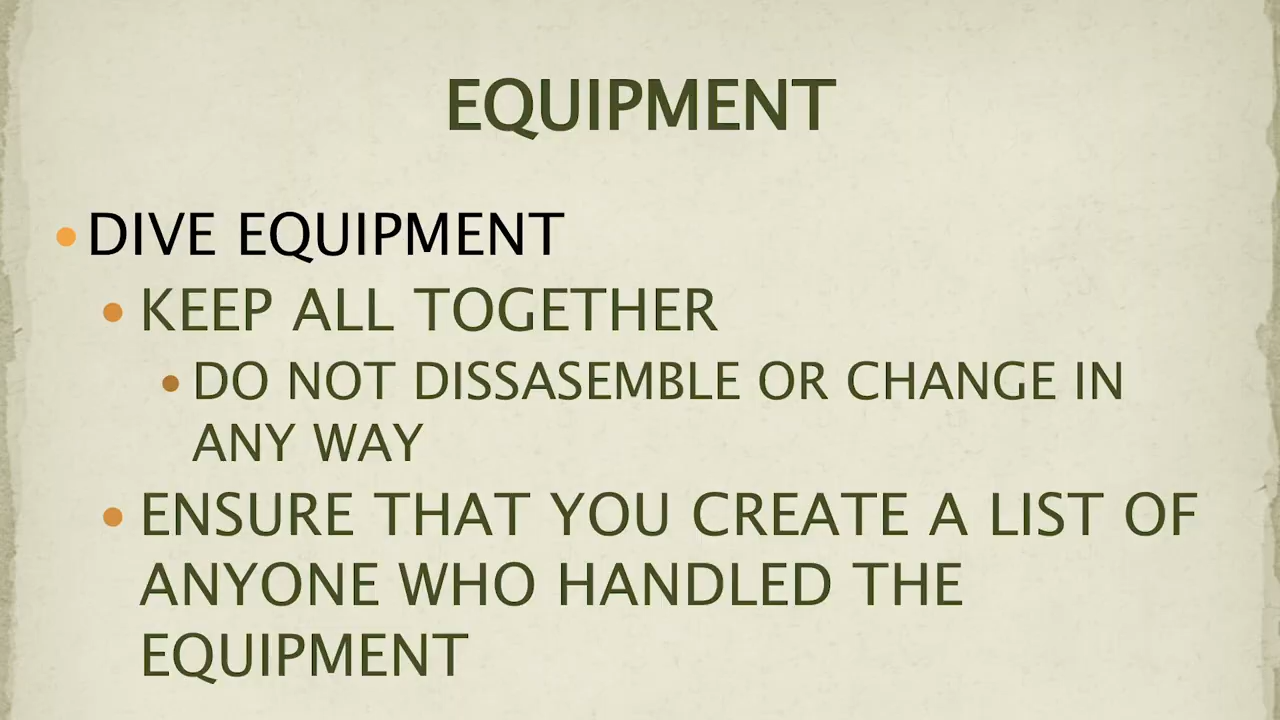 EQUIPMENT
DIVE EQUIPMENT
KEEP ALL TOGETHER
DO NOT DISSASEMBLE OR CHANGE IN
ANY WAY
ENSURE THAT YOU CREATE A LIST OF
ANYONE WHO HANDLED THE
EQUIPMENT